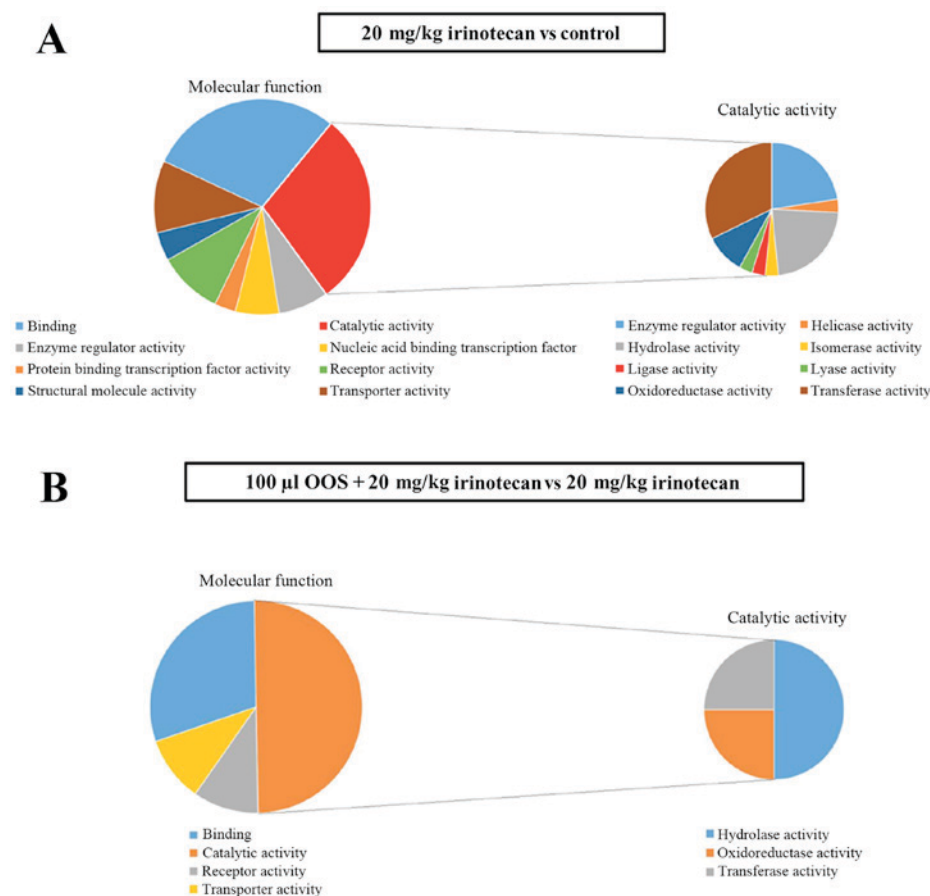 A
20 mg/kg irinotecan vs control
Molecular function
Catalytic activity
Binding
Catalytic activity
Enzyme regulator activity
Nucleic acid binding transcription factor
Protein binding transcription factor activity
Receptor activity
Structural molecule activity
Transporter activity
Enzyme regulator activity
Helicase activity
Hydrolase activity
Isomerase activity
Ligase activity
Lyase activity
Oxidoreductase activity
Transferase activity
B
100 µl OOS + 20 mg/kg irinotecan vs 20 mg/kg irinotecan
Molecular function
Catalytic activity
Binding
Catalytic activity
Receptor activity
Transporter activity
Hydrolase activity
Oxidoreductase activity
Transferase activity